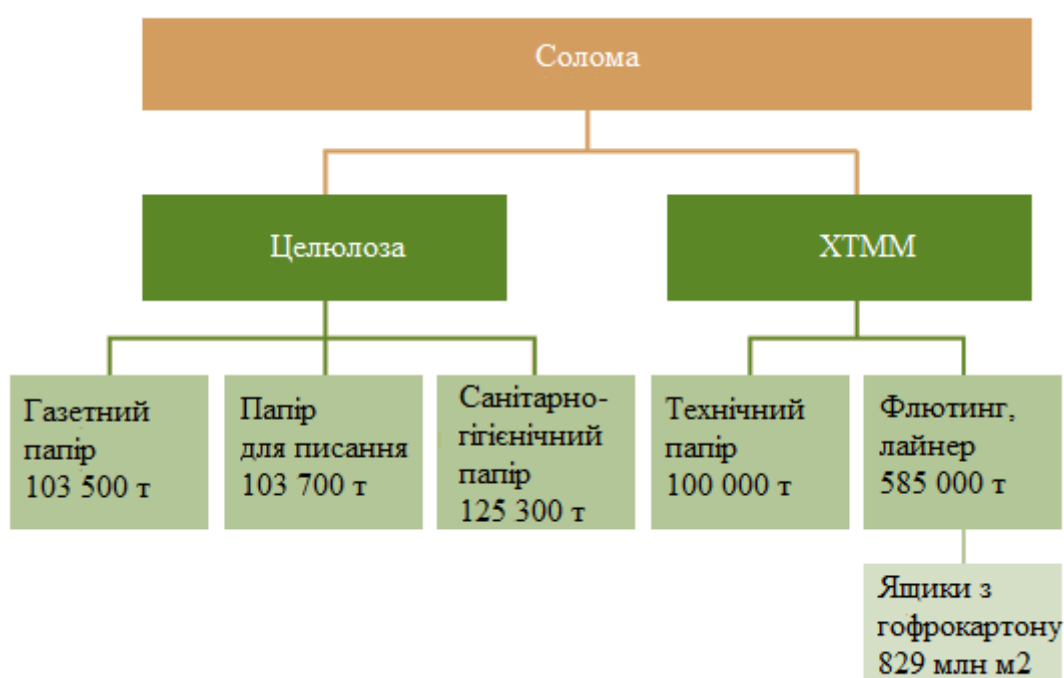 Солома
Целюлоза
ХТММ
Газетний
папір
103 500 т
Папір
для писання
103 700 т
Санітарно-
гігієнічний
папір
125 300 т
Технічний
папір
100 000 т
Флютинг,
лайнер
585 000 т
Ящики з
гофрокартону
829 млн м2